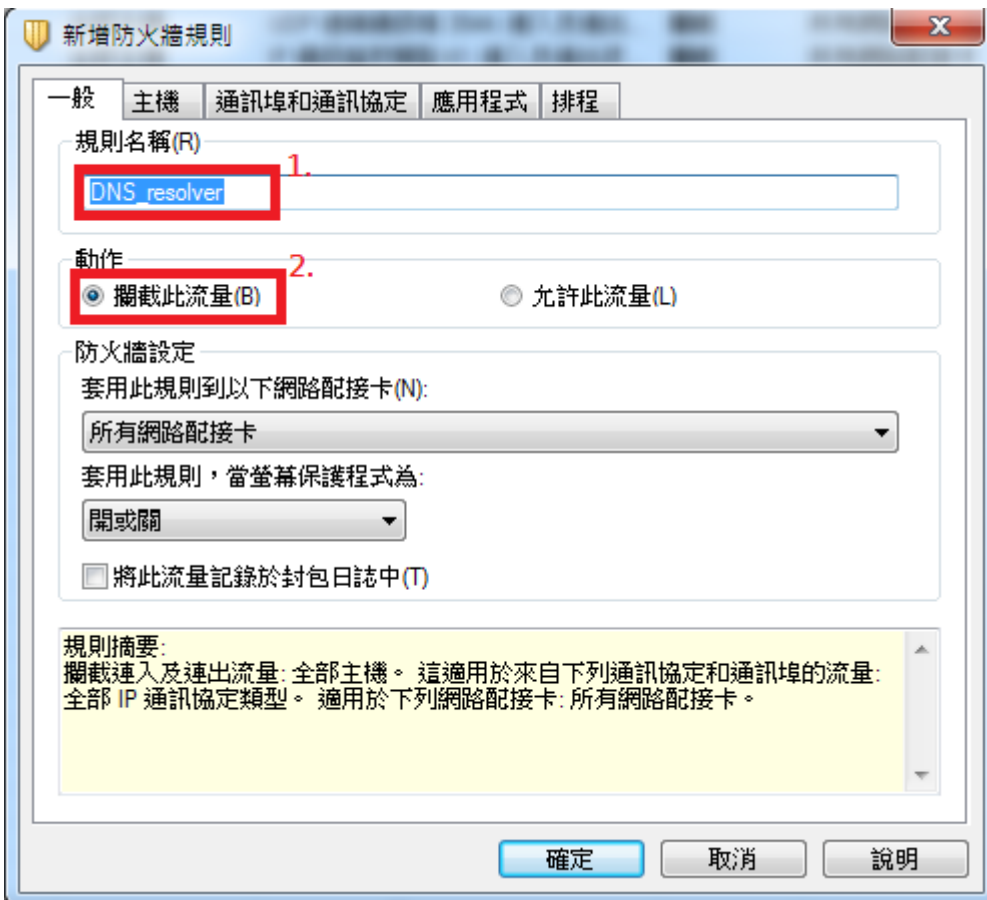 新增防火牆規則
一般
主機
通訊埠和通訊協定
應用程式
排程
規則名稱(R)
1.
DNS_resolver
動作
2.
攔截此流量(B)
允許此流量(L)
防火牆設定
套用此規則到以下網路配接卡(N):
所有網路配接卡
套用此規則，當螢幕保護程式為:
開或關
將此流量記錄於封包日誌中(T)
規則摘要:
攔截連入及連出流量: 全部主機。 這適用於來自下列通訊協定和通訊埠的流量:
全部 IP 通訊協定類型。 適用於下列網路配接卡: 所有網路配接卡。
確定
取消
說明